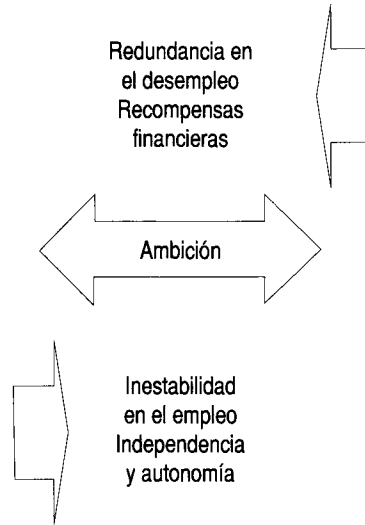 Redundancia en
el desempleo
Recompensas
financieras
Ambición
Inestabilidad
en el empleo
Independencia
y autonomía